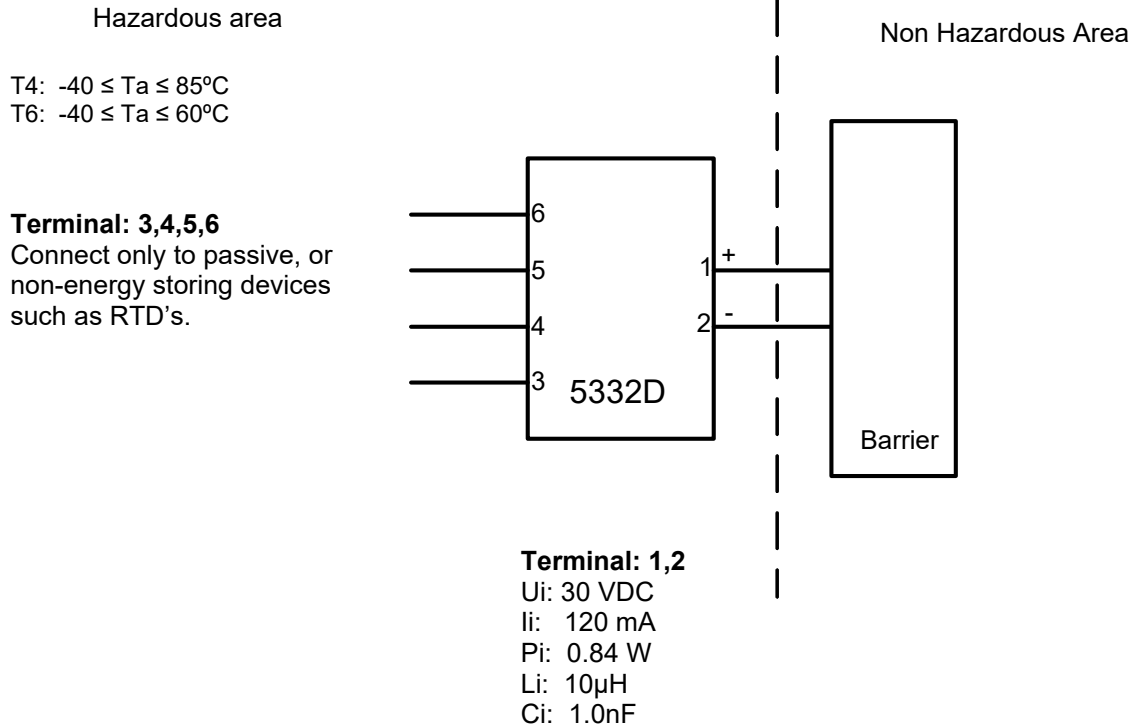 Hazardous area
Non Hazardous Area
T4: -40 ≤ Ta ≤ 85ºC
T6: -40 ≤ Ta ≤ 60ºC
Terminal: 3,4,5,6
Connect only to passive, or
non-energy storing devices
such as RTD's.
6
5
4
3
1 +
2 -
5332D
Barrier
Terminal: 1,2
Ui: 30 VDC
Ii: 120 mA
Pi: 0.84 W
Li: 10µH
Ci: 1.0nF